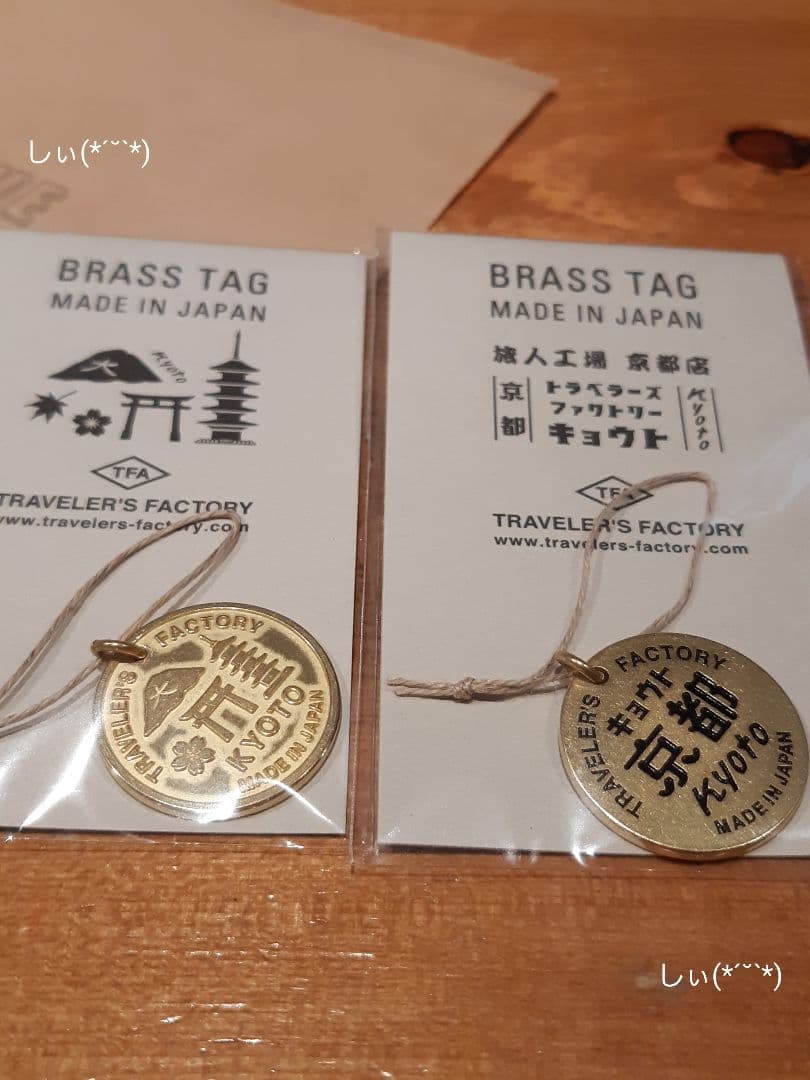 しぃ(*´˘`*)
BRASS TAG
MADE IN JAPAN
大
Kyoto
TFA
TRAVELER'S FACTORY
www.travelers-factory.com
TRAVELER'S FACTORY
大
KYOTO
MADE IN JAPAN
BRASS TAG
MADE IN JAPAN
旅人工場 京都店
京都
トラベラーズ
ファクトリー
キョウト
Kyoto
TFA
TRAVELER'S FACTORY
www.travelers-factory.com
TRAVELER'S FACTORY
キョウト
京都
Kyoto
MADE IN JAPAN
しぃ(*´˘`*)